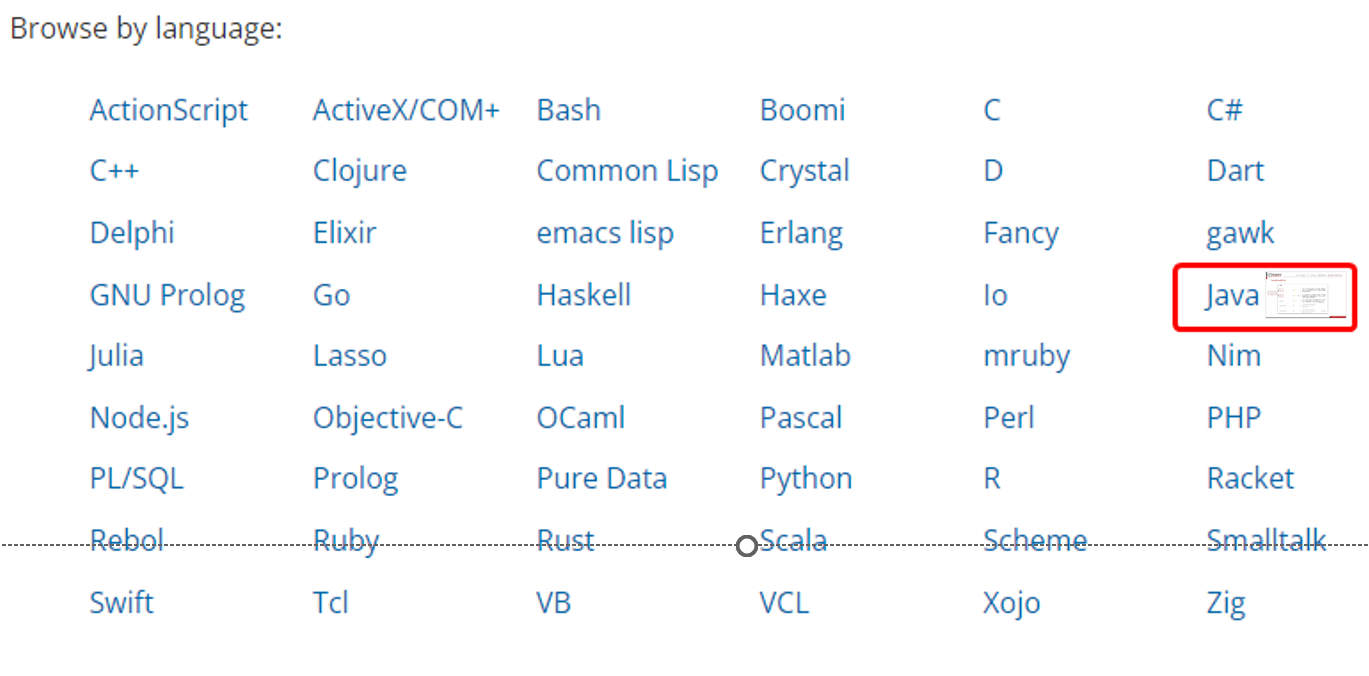 Browse by language:
ActionScript ActiveX/COM+ Bash Boomi C C#
C++ Clojure Common Lisp Crystal D Dart
Delphi Elixir emacs lisp Erlang Fancy gawk
GNU Prolog Go Haskell Haxe Io Java
Julia Lasso Lua Matlab mruby Nim
Node.js Objective-C OCaml Pascal Perl PHP
PL/SQL Prolog Pure Data Python R Racket
Rebol Ruby Rust Scala Scheme Smalltalk
Swift Tcl VB VCL Xojo Zig